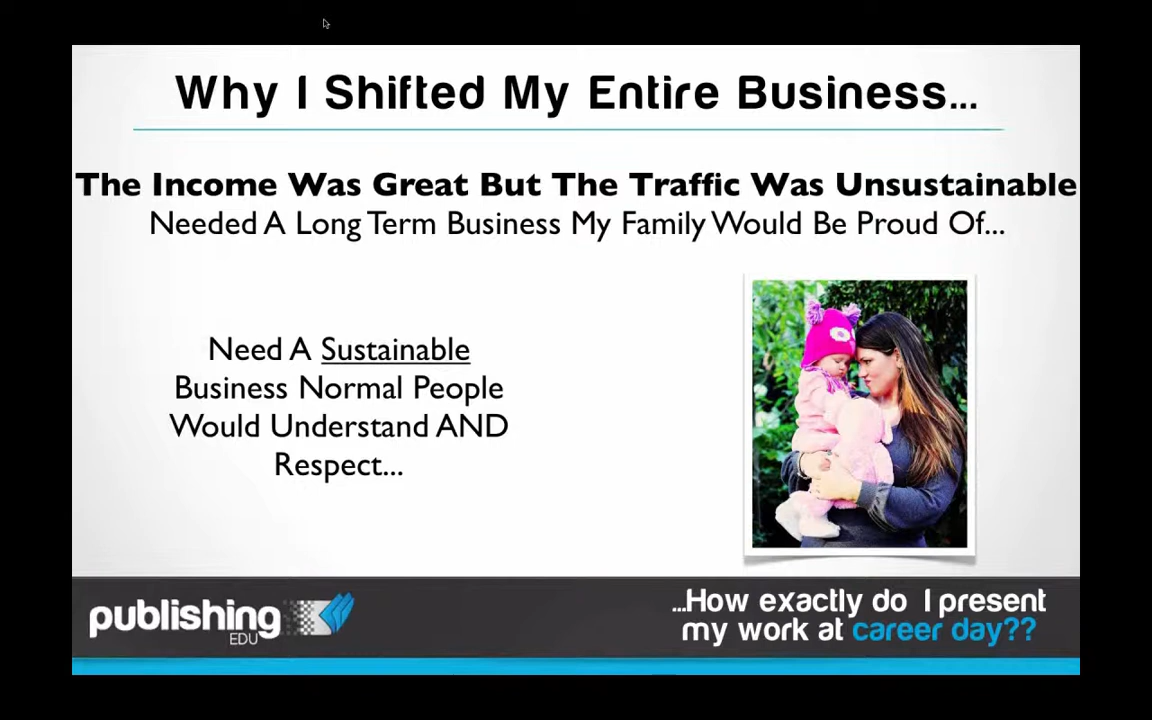 Why I Shifted My Entire Business...
The Income Was Great But The Traffic Was Unsustainable
Needed A Long Term Business My Family Would Be Proud Of...
Need A Sustainable
Business Normal People
Would Understand AND
Respect...
publishing
EDU
...How exactly do I present
my work at career day??